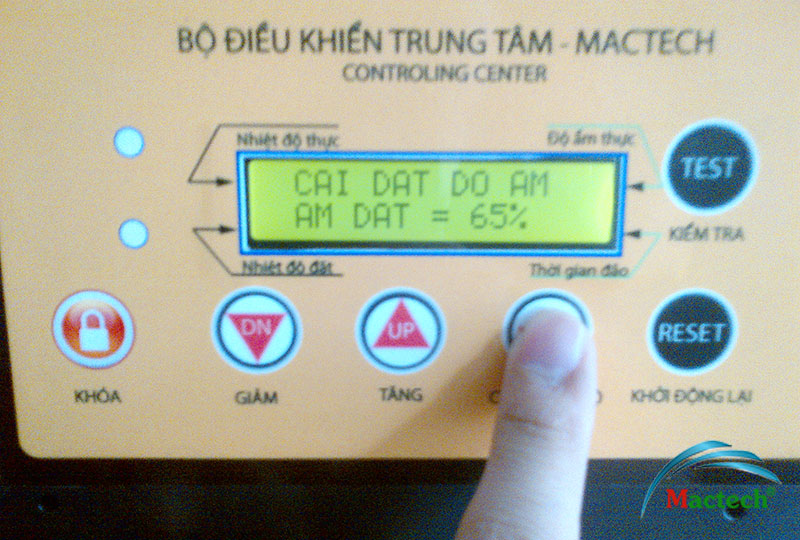 BỘ ĐIỀU KHIỂN TRUNG TÂM - MACTECH
CONTROLING CENTER
Nhiệt độ thực
Độ ẩm thực
CAI DAT DO AM
AM DAT = 65%
TEST
KIỂM TRA
Nhiệt độ đặt
Thời gian đảo
DN
UP
RESET
KHÓA
GIẢM
TĂNG
KHỞI ĐỘNG LẠI
Mactech